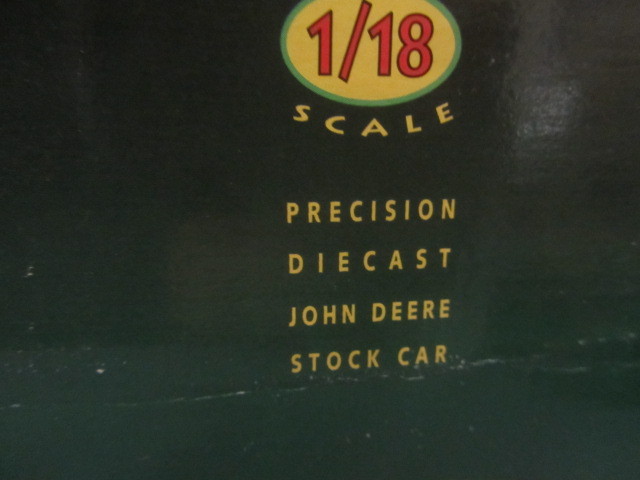 1/18
SCALE
PRECISION
DIECAST
JOHN DEERE
STOCK CAR